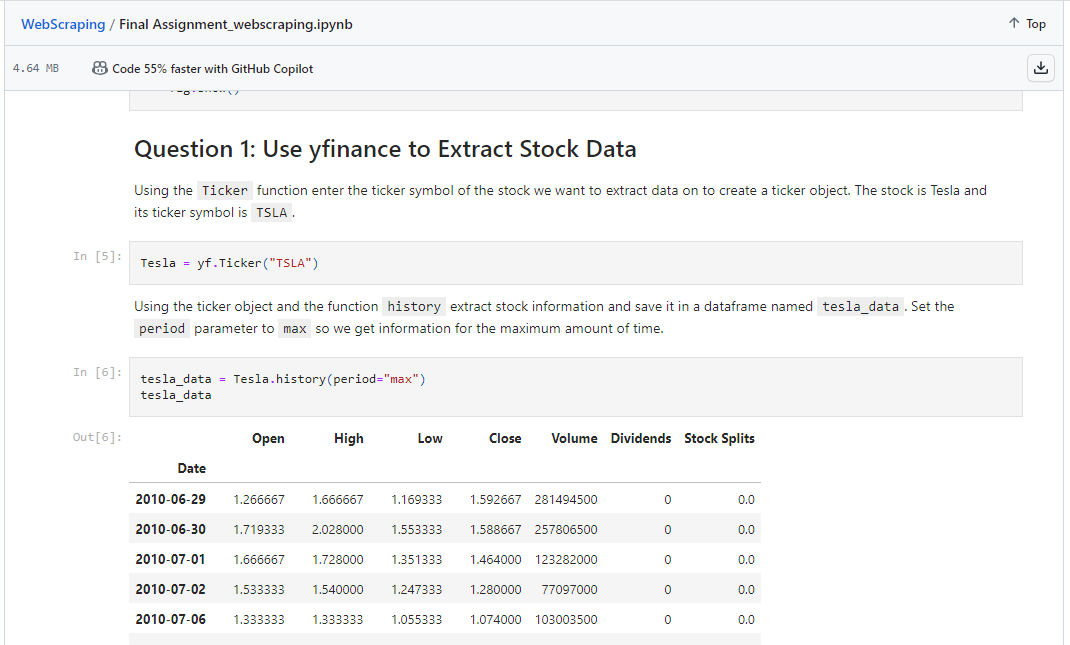 WebScraping / Final Assignment_webscraping.ipynb
Top
4.64 MB
Code 55% faster with GitHub Copilot
Question 1: Use yfinance to Extract Stock Data
Using the Ticker function enter the ticker symbol of the stock we want to extract data on to create a ticker object. The stock is Tesla and
its ticker symbol is TSLA.
In [5]:
Tesla = yf.Ticker("TSLA")
Using the ticker object and the function history extract stock information and save it in a dataframe named tesla_data. Set the
period parameter to max so we get information for the maximum amount of time.
In [6]:
tesla_data = Tesla.history(period="max")
tesla_data
Out[6]:
Open High Low Close Volume Dividends Stock Splits
Date
2010-06-29 1.266667 1.666667 1.169333 1.592667 281494500 0 0.0
2010-06-30 1.719333 2.028000 1.553333 1.588667 257806500 0 0.0
2010-07-01 1.666667 1.728000 1.351333 1.464000 123282000 0 0.0
2010-07-02 1.533333 1.540000 1.247333 1.280000 77097000 0 0.0
2010-07-06 1.333333 1.333333 1.055333 1.074000 103003500 0 0.0